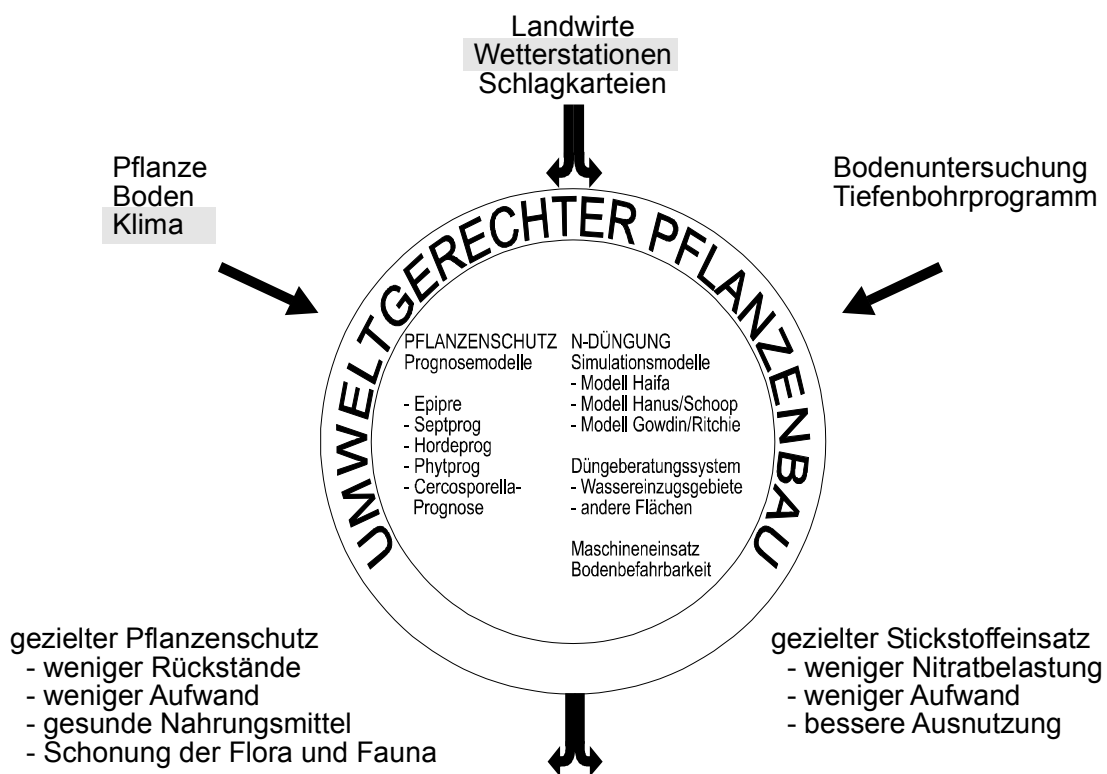 Landwirte
Wetterstationen
Schlagkarteien
Pflanze
Boden
Klima
Bodenuntersuchung
Tiefenbohrprogramm
UMWELTGERECHTER PFLANZENBAU
PFLANZENSCHUTZ
Prognosemodelle
- Epipre
- Septprog
- Hordeprog
- Phytprog
- Cercosporella-
Prognose
N-DÜNGUNG
Simulationsmodelle
- Modell Haifa
- Modell Hanus/Schoop
- Modell Gowdin/Ritchie
Düngeberatungssystem
- Wassereinzugsgebiete
- andere Flächen
Maschineneinsatz
Bodenbefahrbarkeit
gezielter Pflanzenschutz
- weniger Rückstände
- weniger Aufwand
- gesunde Nahrungsmittel
- Schonung der Flora und Fauna
gezielter Stickstoffeinsatz
- weniger Nitratbelastung
- weniger Aufwand
- bessere Ausnutzung